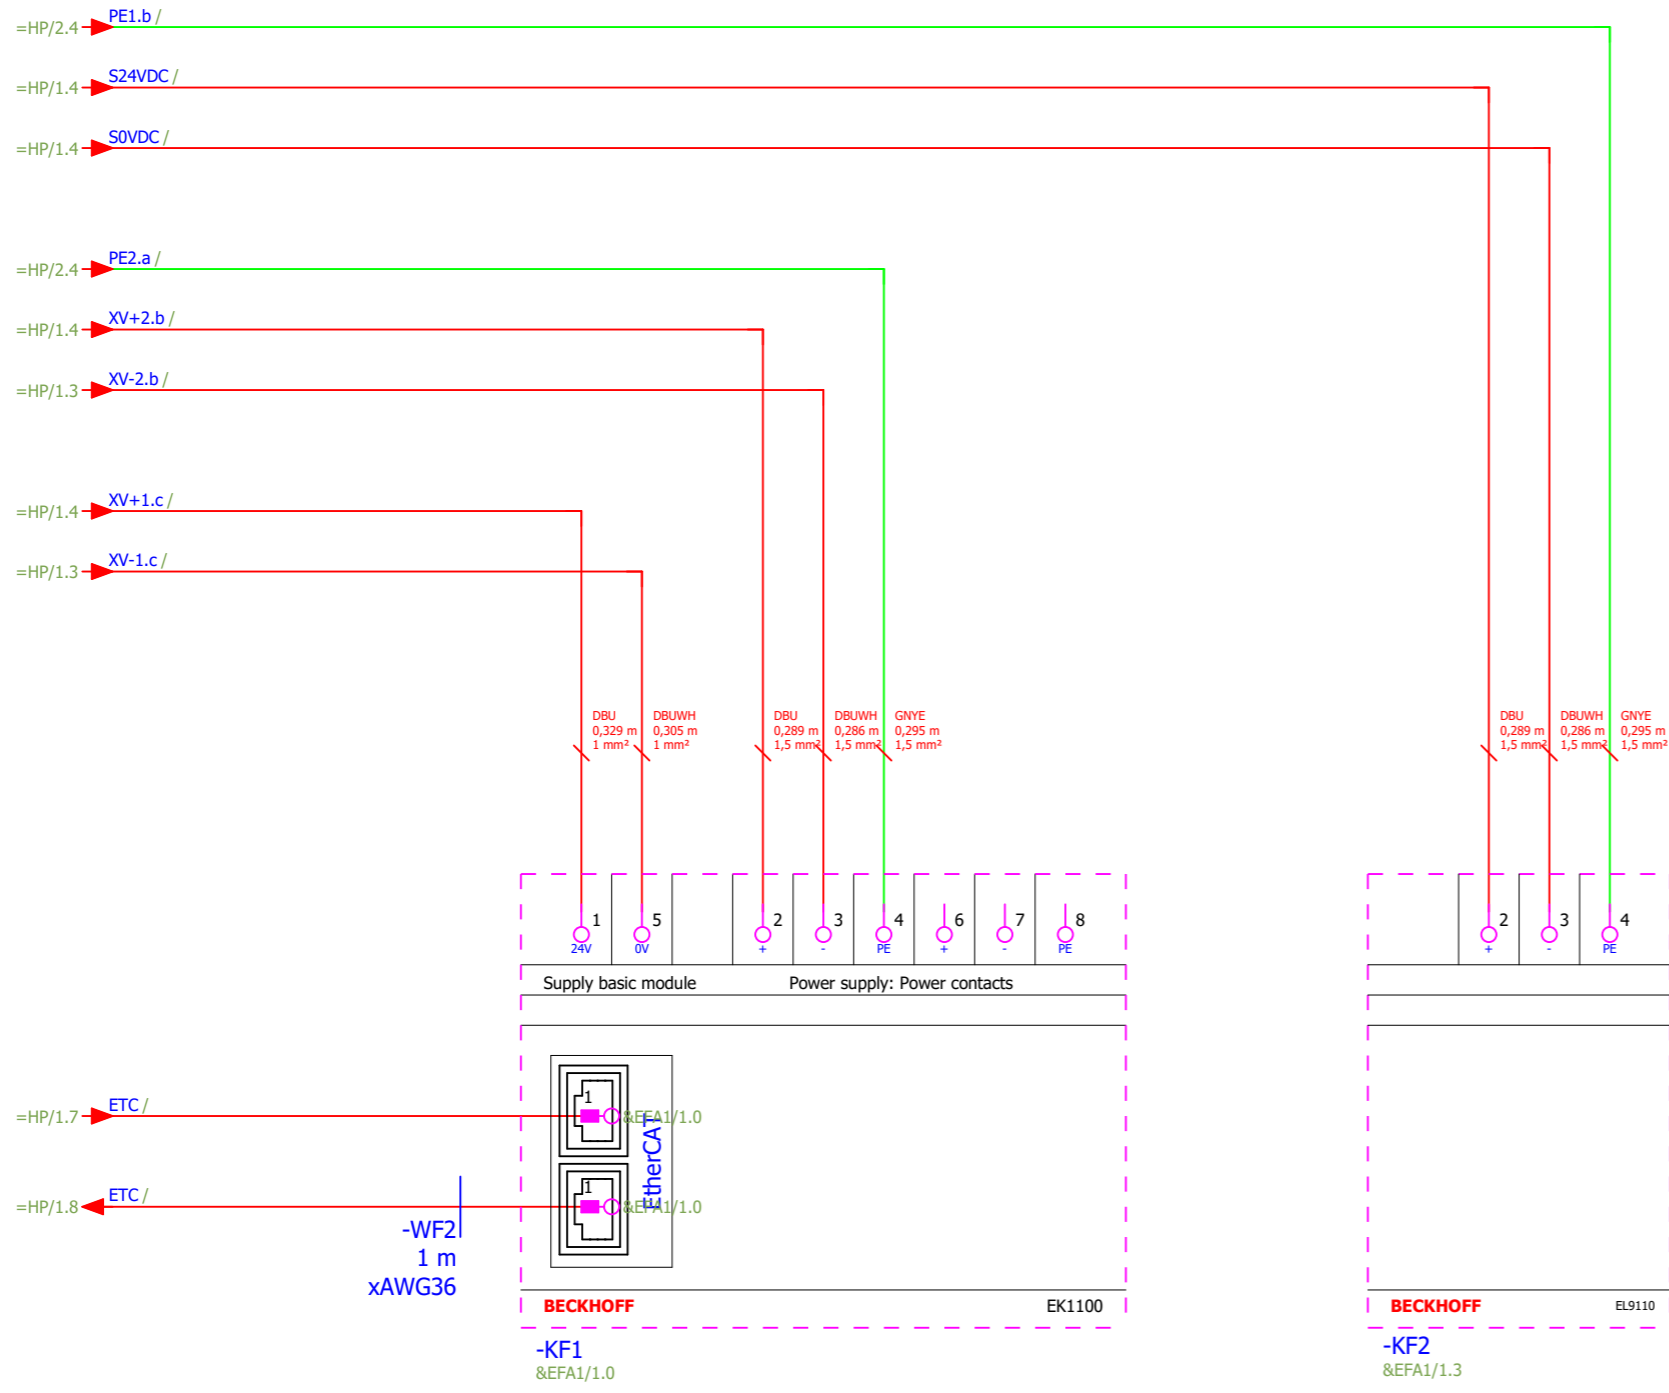 =HP/2.4 PE1.b /
=HP/1.4 S24VDC /
=HP/1.4 S0VDC /
=HP/2.4 PE2.a /
=HP/1.4 XV+2.b /
=HP/1.3 XV-2.b /
=HP/1.4 XV+1.c /
=HP/1.3 XV-1.c /
DBU
0,329 m
1 mm²
DBUWH
0,305 m
1 mm²
DBU
0,289 m
1,5 mm²
DBUWH
0,286 m
1,5 mm²
GNYE
0,295 m
1,5 mm²
DBU
0,289 m
1,5 mm²
DBUWH
0,286 m
1,5 mm²
GNYE
0,295 m
1,5 mm²
1 5 2 3 4 6 7 8
24V 0V + - PE + - PE
2 3 4
+ - PE
Supply basic module
Power supply: Power contacts
=HP/1.7 ETC /
1
&EFA1/1.0
EtherCAT
=HP/1.8 ETC /
1
&EFA1/1.0
-WF2
1 m
xAWG36
BECKHOFF
EK1100
-KF1
&EFA1/1.0
BECKHOFF
EL9110
-KF2
&EFA1/1.3